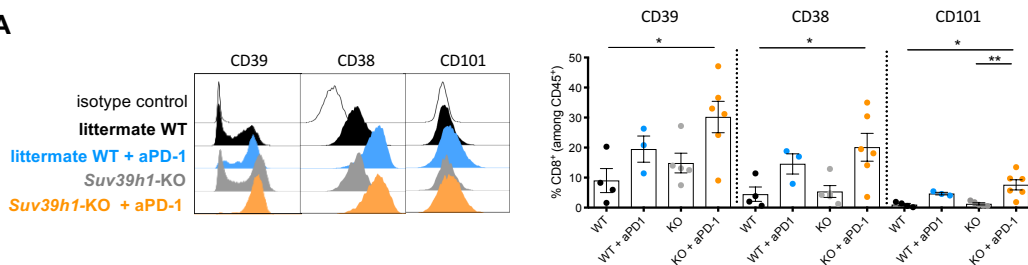 A
CD39 CD38 CD101
isotype control
littermate WT
littermate WT + aPD-1
Suv39h1-KO
Suv39h1-KO + aPD-1
CD39 CD38 CD101
* * *
**
% CD8+ (among CD45+)
50
40
30
20
10
0
WT WT + aPD1 KO KO + aPD-1 WT WT + aPD1 KO KO + aPD-1 WT WT + aPD1 KO KO + aPD-1